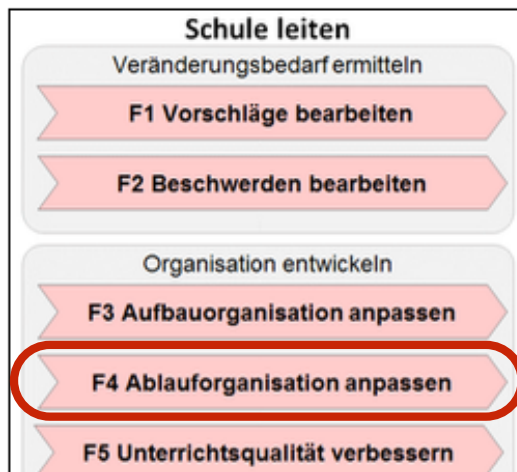 Schule leiten
Veränderungsbedarf ermitteln
F1 Vorschläge bearbeiten
F2 Beschwerden bearbeiten
Organisation entwickeln
F3 Aufbauorganisation anpassen
F4 Ablauforganisation anpassen
F5 Unterrichtsqualität verbessern